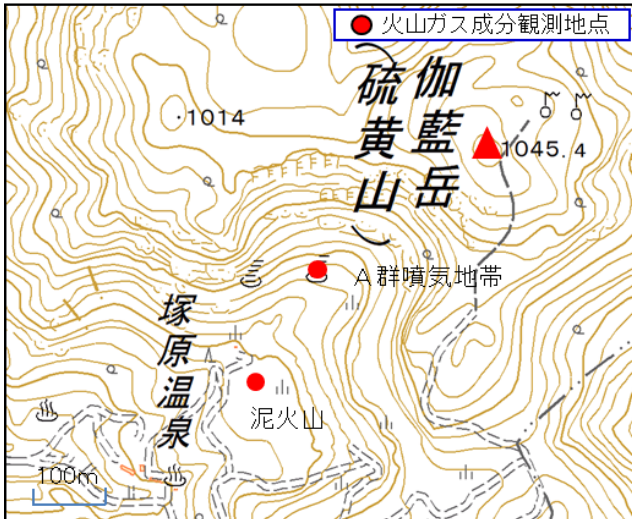 火山ガス成分観測地点
伽藍岳
（硫黄山）
・1014
1045.4
A群噴気地帯
塚原温泉
泥火山
100m